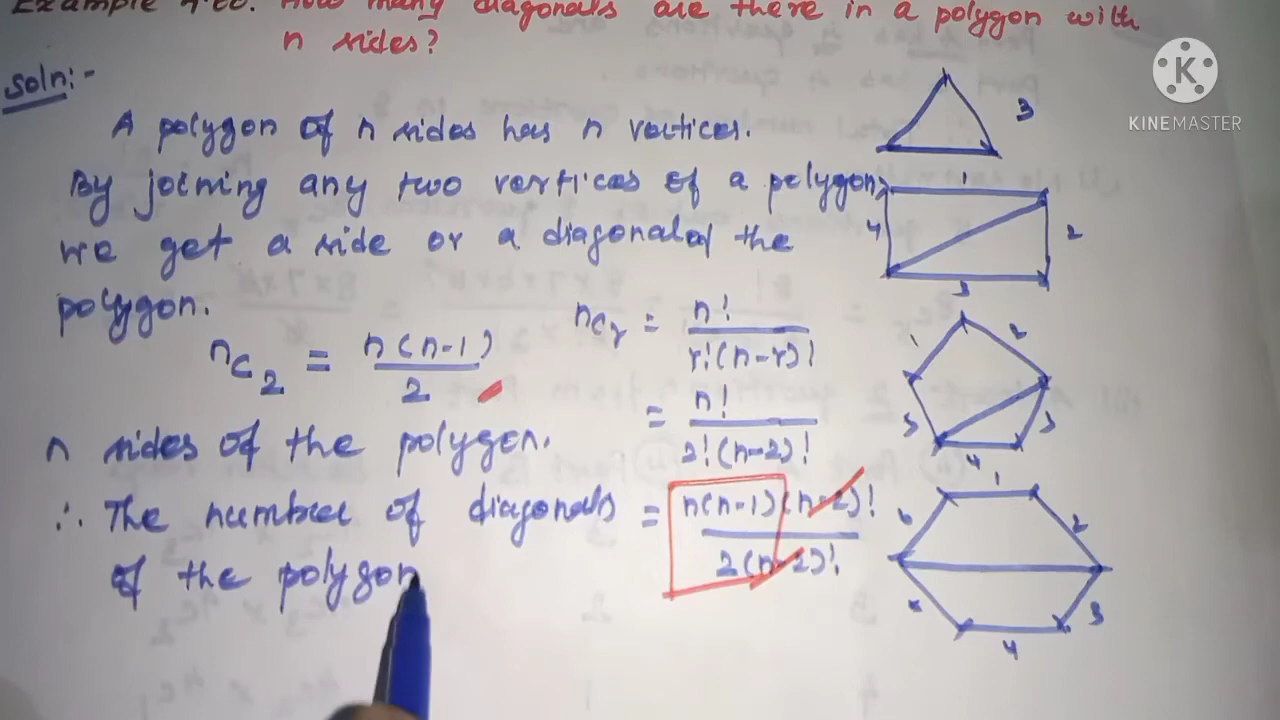 How many diagonals are there in a polygon with
n sides?
Soln:-
A polygon of n sides has n vertices.
By joining any two vertices of a polygon,
we get a side or a diagonal of the
polygon.
nC2 = n(n-1)/2
nCr = n!/r!(n-r)!
= n!/2!(n-2)!
= n(n-1)(n-2)!/2(n-2)!
n sides of the polygon.
∴ The number of diagonals
of the polygon
3
1
2
3
4
1
2
3
4
5
1
2
3
4
6
K
KINEMASTER